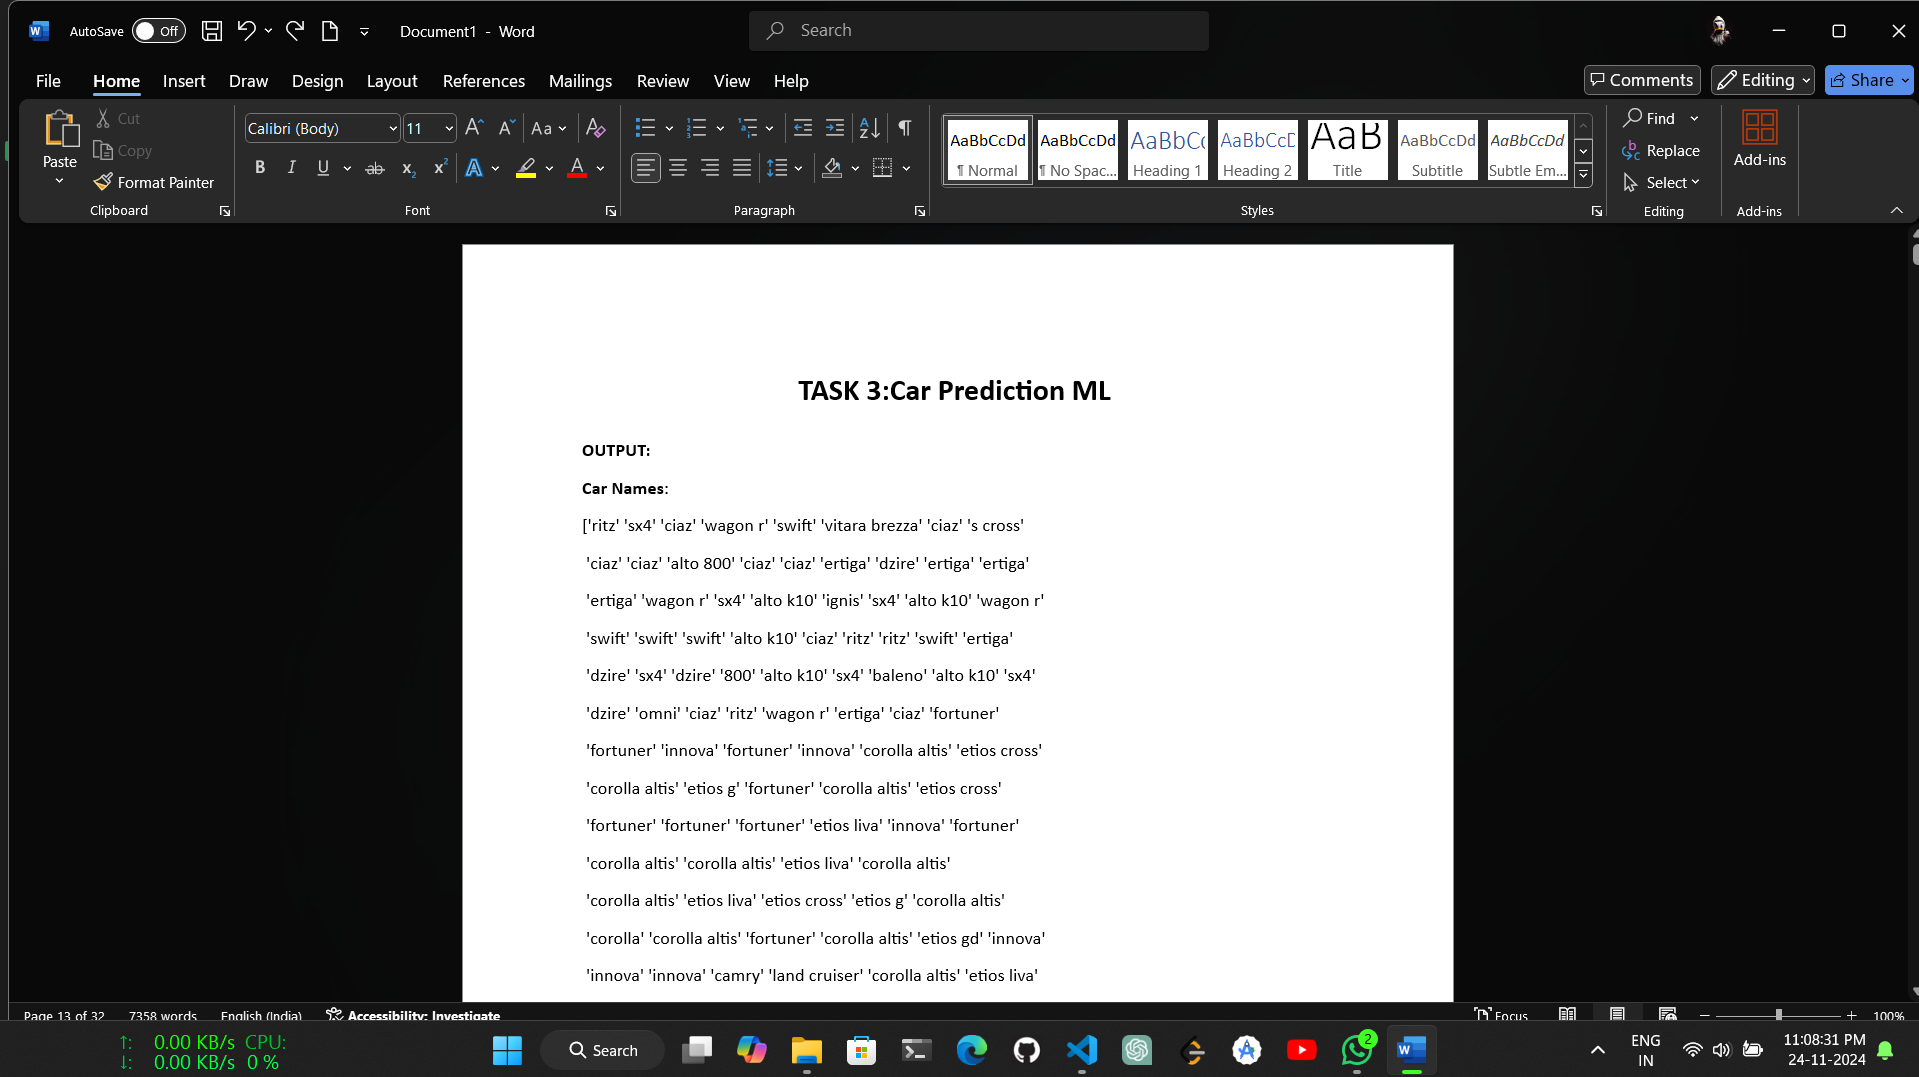 AutoSave Off Document1 - Word Search
File Home Insert Draw Design Layout References Mailings Review View Help Comments Editing Share
Paste Cut Copy Format Painter Clipboard
Calibri (Body) 11 Aa Font
Paragraph
AaBbCcDd AaBbCcDd AaBbCc AaBbCcE AaB AaBbCcDd AaBbCcDd
¶ Normal ¶ No Spac... Heading 1 Heading 2 Title Subtitle Subtle Em...
Styles
Find Replace Select Editing
Add-ins Add-ins
TASK 3:Car Prediction ML
OUTPUT:
Car Names:
['ritz' 'sx4' 'ciaz' 'wagon r' 'swift' 'vitara brezza' 'ciaz' 's cross'
'ciaz' 'ciaz' 'alto 800' 'ciaz' 'ciaz' 'ertiga' 'dzire' 'ertiga' 'ertiga'
'ertiga' 'wagon r' 'sx4' 'alto k10' 'ignis' 'sx4' 'alto k10' 'wagon r'
'swift' 'swift' 'swift' 'alto k10' 'ciaz' 'ritz' 'ritz' 'swift' 'ertiga'
'dzire' 'sx4' 'dzire' '800' 'alto k10' 'sx4' 'baleno' 'alto k10' 'sx4'
'dzire' 'omni' 'ciaz' 'ritz' 'wagon r' 'ertiga' 'ciaz' 'fortuner'
'fortuner' 'innova' 'fortuner' 'innova' 'corolla altis' 'etios cross'
'corolla altis' 'etios g' 'fortuner' 'corolla altis' 'etios cross'
'fortuner' 'fortuner' 'fortuner' 'etios liva' 'innova' 'fortuner'
'corolla altis' 'corolla altis' 'etios liva' 'corolla altis'
'corolla altis' 'etios liva' 'etios cross' 'etios g' 'corolla altis'
'corolla' 'corolla altis' 'fortuner' 'corolla altis' 'etios gd' 'innova'
'innova' 'innova' 'camry' 'land cruiser' 'corolla altis' 'etios liva'
Page 13 of 32 7358 words English (India) Accessibility: Investigate Focus 100%
↑: 0.00 KB/s CPU:
↓: 0.00 KB/s 0 %
Search
2
ENG
IN
11:08:31 PM
24-11-2024